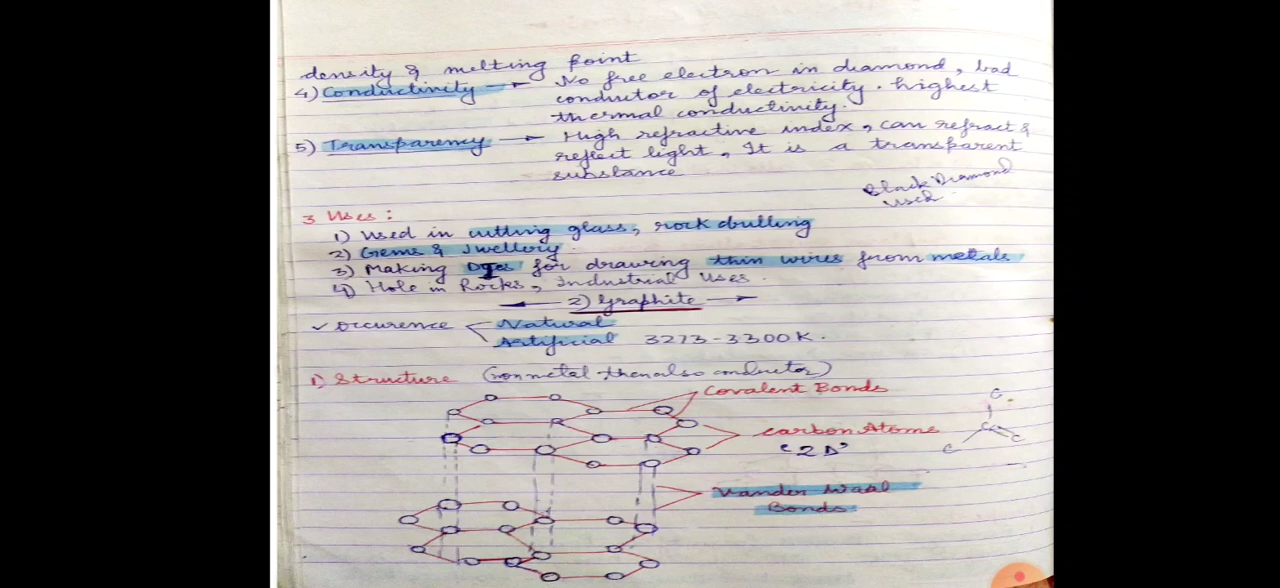 density & melting point
4) Conductivity → No free electron in diamond, bad
conductor of electricity. highest
thermal conductivity.
5) Transparency → High refractive index, can refract &
reflect light, It is a transparent
substance
Black Diamond
used
3 Uses:
1) Used in cutting glass, rock drilling
2) Gems & Jwellory.
3) Making Dyes for drawing thin wires from metals
4) Hole in Rocks, Industrial Uses.
2) Graphite
✓ Occurence
Natural
Artificial 3273-3300K.
1) Structure (non metal then also conductor)
Covalent Bonds
C
Carbon Atoms
C
C
C
2D
Vander Waal
Bonds